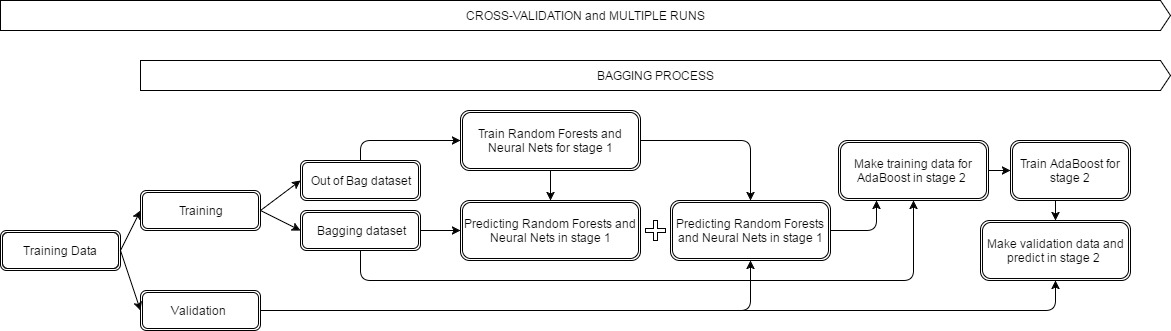 CROSS-VALIDATION and MULTIPLE RUNS
BAGGING PROCESS
Train Random Forests and
Neural Nets for stage 1
Make training data for
AdaBoost in stage 2
Train AdaBoost for
stage 2
Out of Bag dataset
Training
Bagging dataset
Predicting Random Forests and
Neural Nets in stage 1
Predicting Random Forests
and Neural Nets in stage 1
Training Data
Make validation data and
predict in stage 2
Validation